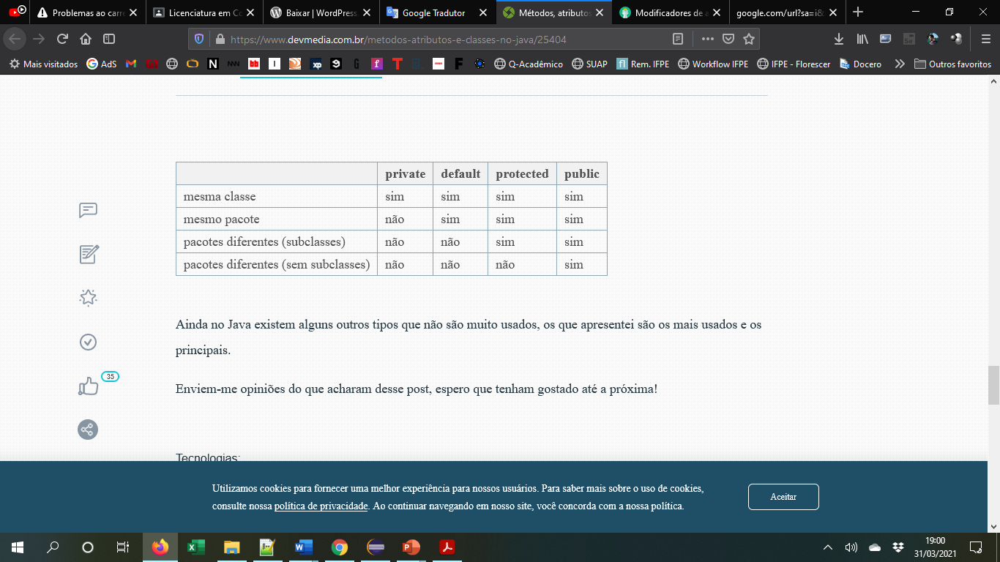 Problemas ao carre
Licenciatura em Co
Baixar | WordPress.
Google Tradutor
Métodos, atributos
Modificadores de a
google.com/url?sa=i&
https://www.devmedia.com.br/metodos-atributos-e-classes-no-java/25404
Mais visitados
AdS
Q-Acadêmico
SUAP
Rem. IFPE
Workflow IFPE
IFPE - Florescer
Docero
Outros favoritos
private default protected public
mesma classe sim sim sim sim
mesmo pacote não sim sim sim
pacotes diferentes (subclasses) não não sim sim
pacotes diferentes (sem subclasses) não não não sim
Ainda no Java existem alguns outros tipos que não são muito usados, os que apresentei são os mais usados e os
principais.
35
Enviem-me opiniões do que acharam desse post, espero que tenham gostado até a próxima!
Tecnologias:
Utilizamos cookies para fornecer uma melhor experiência para nossos usuários. Para saber mais sobre o uso de cookies,
consulte nossa política de privacidade. Ao continuar navegando em nosso site, você concorda com a nossa política.
Aceitar
19:00
31/03/2021